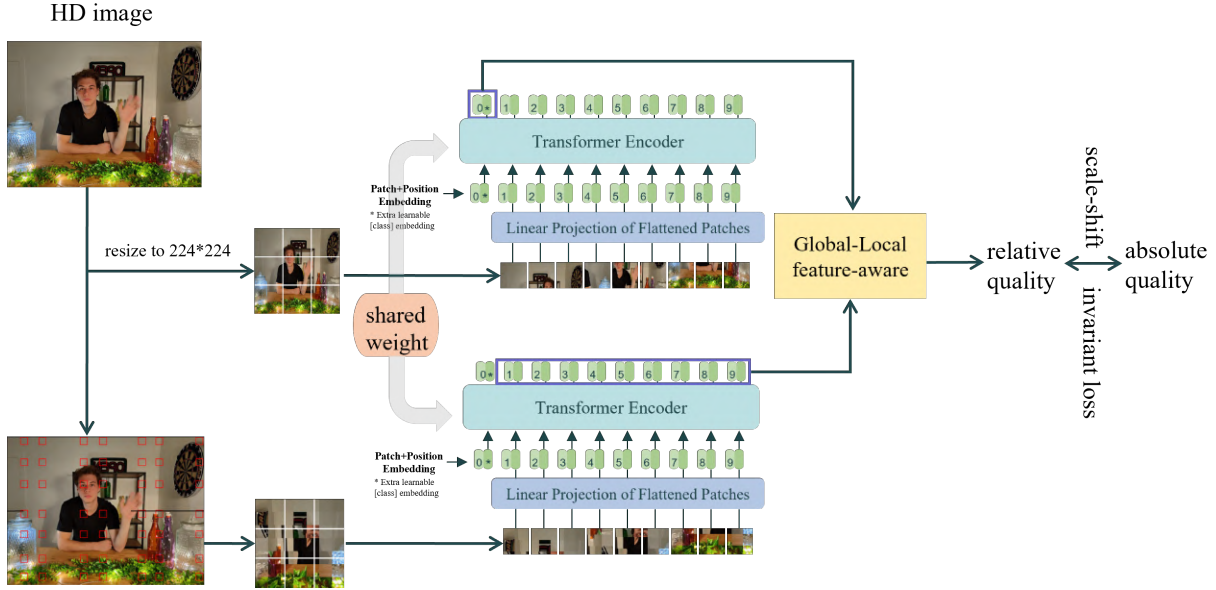 HD image
0* 1 2 3 4 5 6 7 8 9
Transformer Encoder
Patch+Position
Embedding
* Extra learnable
[class] embedding
0* 1 2 3 4 5 6 7 8 9
Linear Projection of Flattened Patches
resize to 224*224
shared
weight
Global-Local
feature-aware
relative
quality
scale-shift
invariant loss
absolute
quality
0* 1 2 3 4 5 6 7 8 9
Transformer Encoder
Patch+Position
Embedding
* Extra learnable
[class] embedding
0* 1 2 3 4 5 6 7 8 9
Linear Projection of Flattened Patches